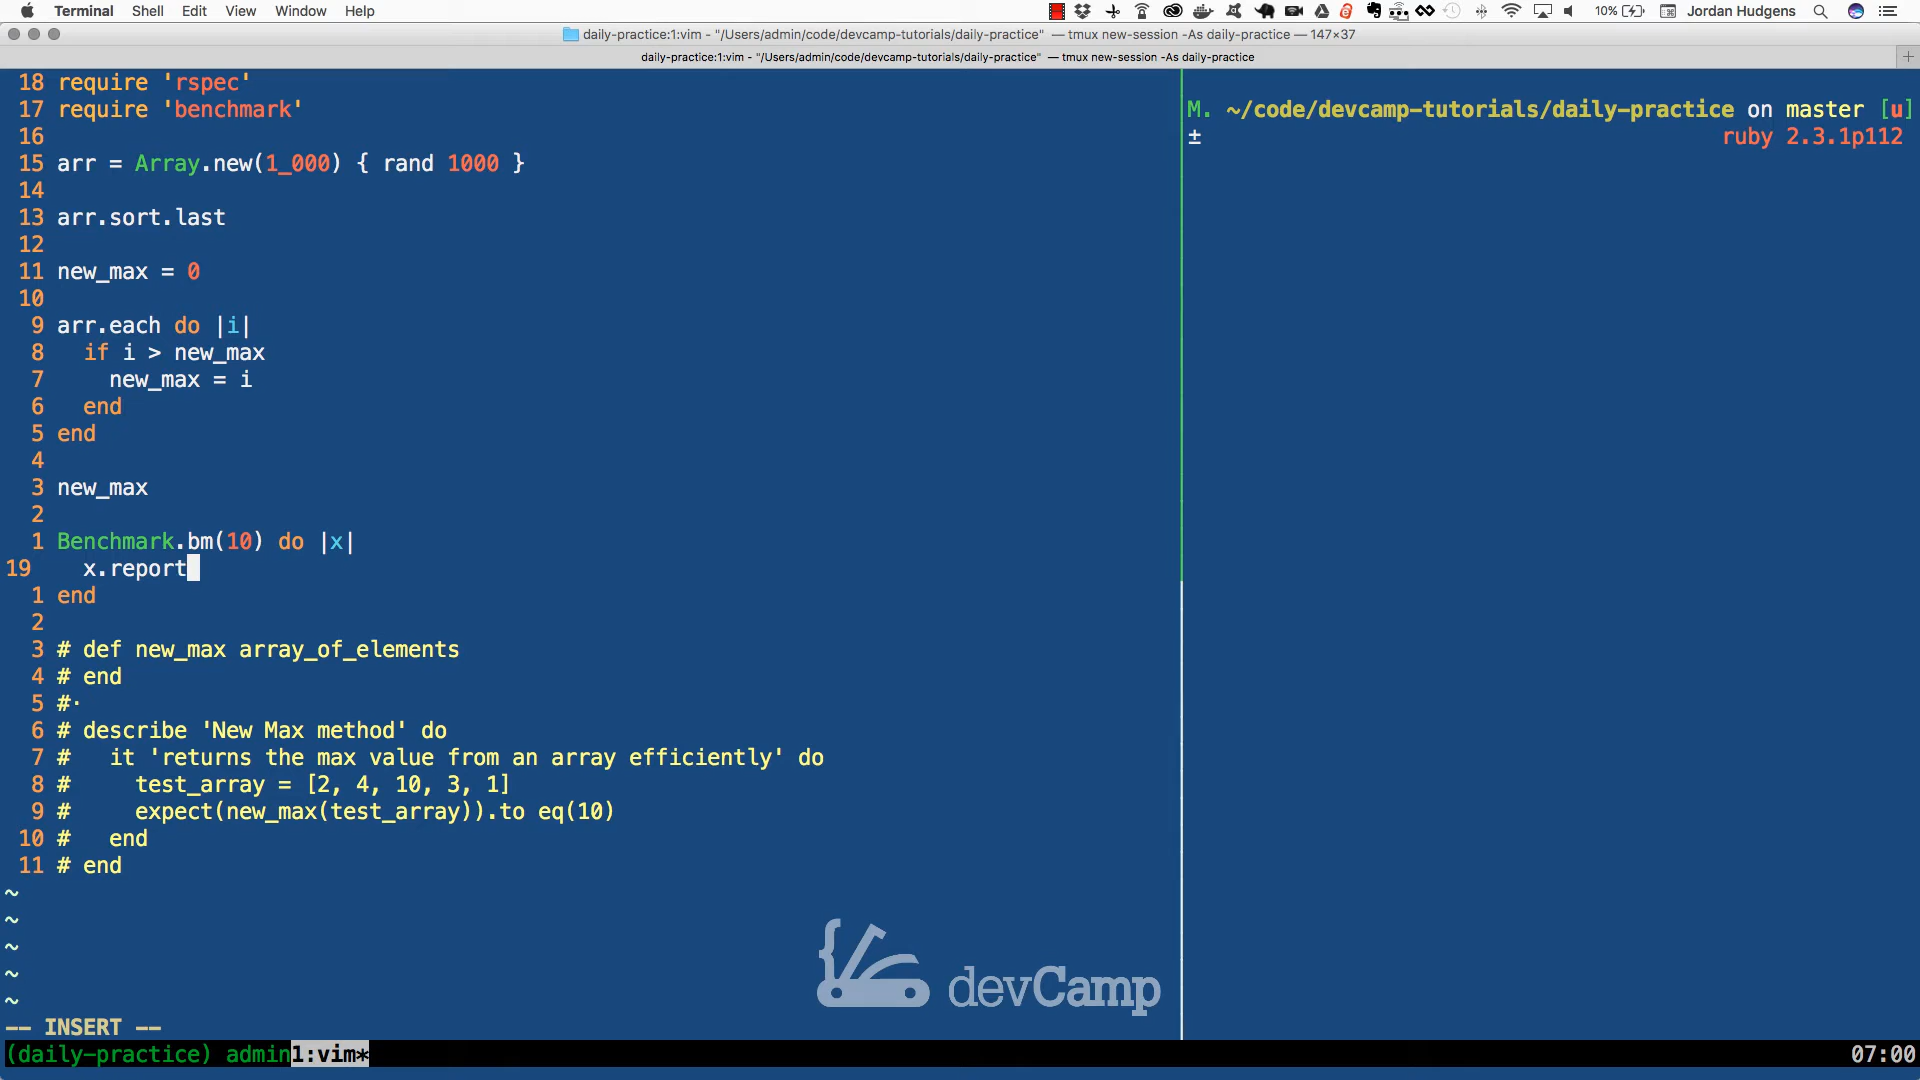 Terminal Shell Edit View Window Help 10% Jordan Hudgens
daily-practice:1:vim - "/Users/admin/code/devcamp-tutorials/daily-practice" — tmux new-session -As daily-practice — 147×37
daily-practice:1:vim - "/Users/admin/code/devcamp-tutorials/daily-practice" — tmux new-session -As daily-practice
18 require 'rspec'
17 require 'benchmark'
16
15 arr = Array.new(1_000) { rand 1000 }
14
13 arr.sort.last
12
11 new_max = 0
10
9 arr.each do |i|
8   if i > new_max
7     new_max = i
6   end
5 end
4
3 new_max
2
1 Benchmark.bm(10) do |x|
19   x.report
1 end
2
3 # def new_max array_of_elements
4 # end
5 #·
6 # describe 'New Max method' do
7 #   it 'returns the max value from an array efficiently' do
8 #     test_array = [2, 4, 10, 3, 1]
9 #     expect(new_max(test_array)).to eq(10)
10 #   end
11 # end
~
~
~
~
~
-- INSERT --
(daily-practice) admin1:vim*
M. ~/code/devcamp-tutorials/daily-practice on master [u]
± ruby 2.3.1p112
devCamp
07:00